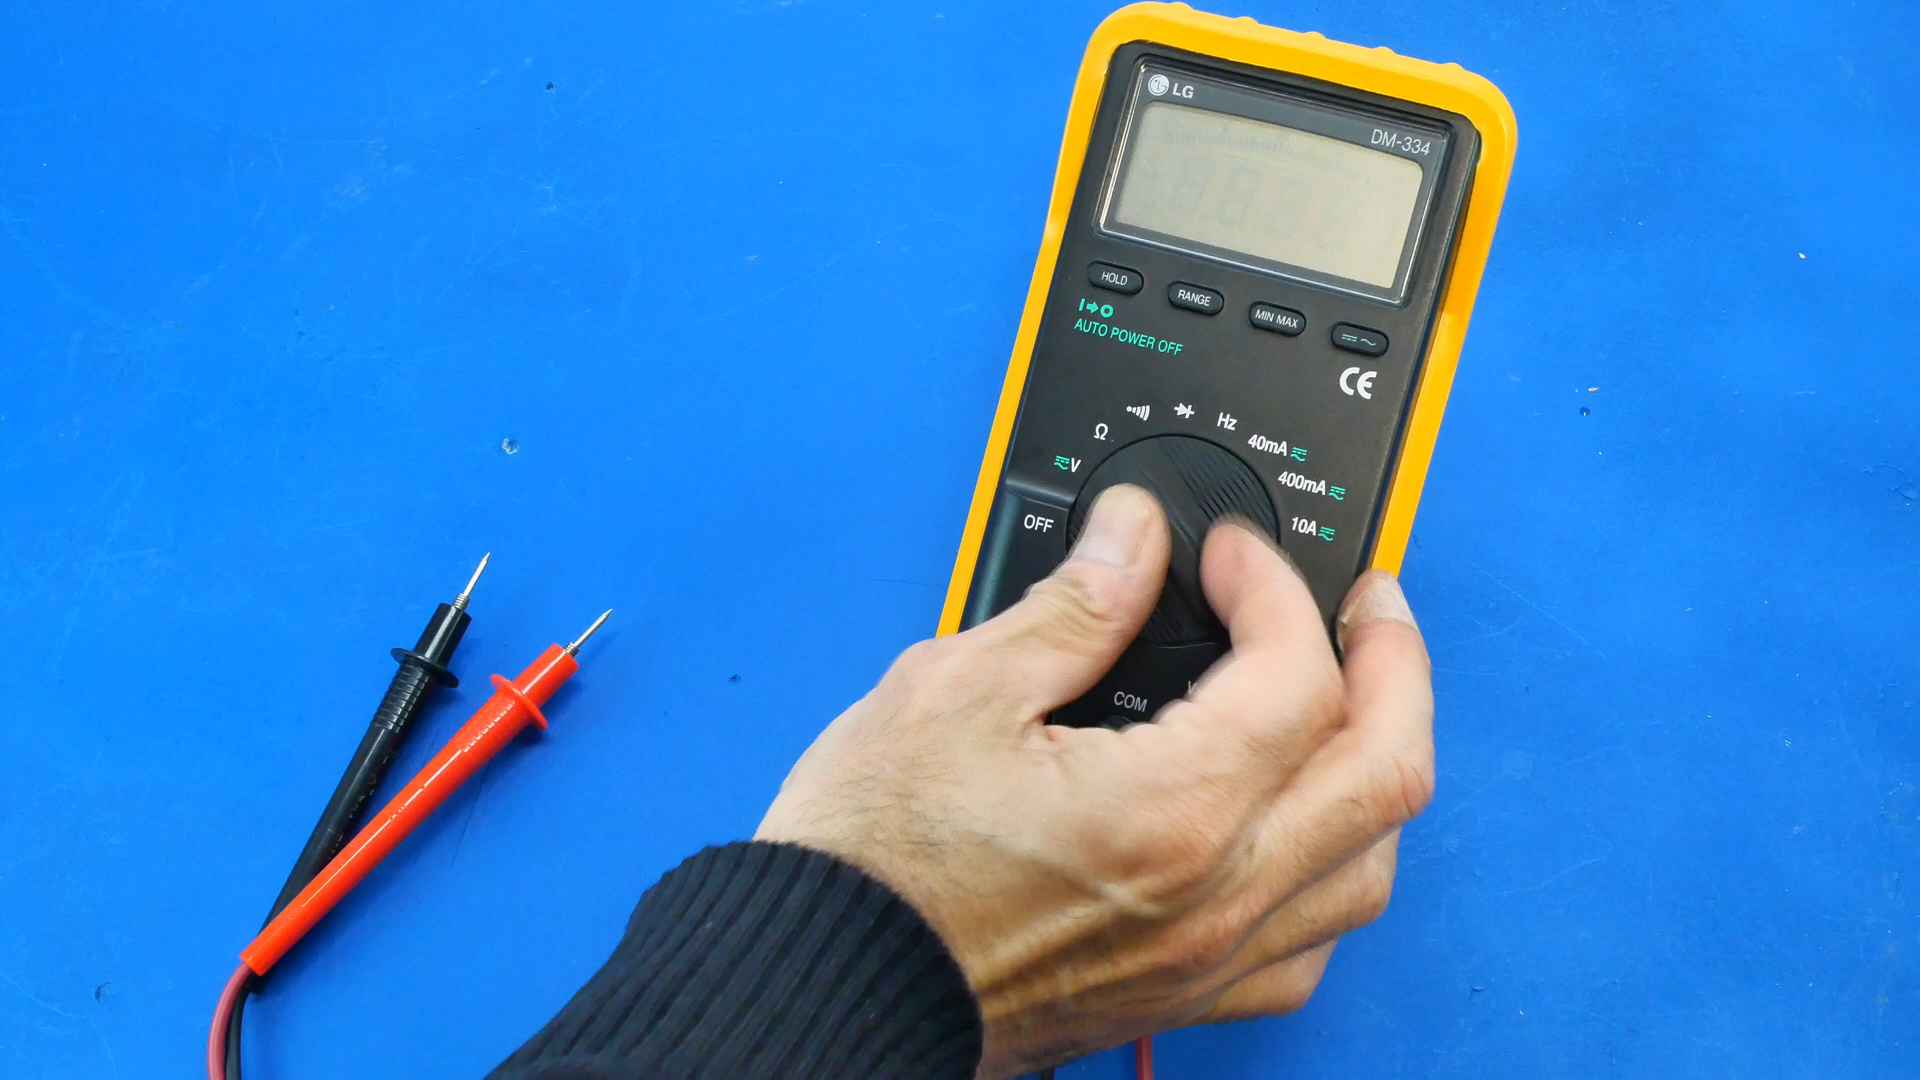 LG
DM-334
HOLD
RANGE
MIN MAX
AUTO POWER OFF
CE
Hz
Ω
40mA
V
400mA
OFF
10A
COM